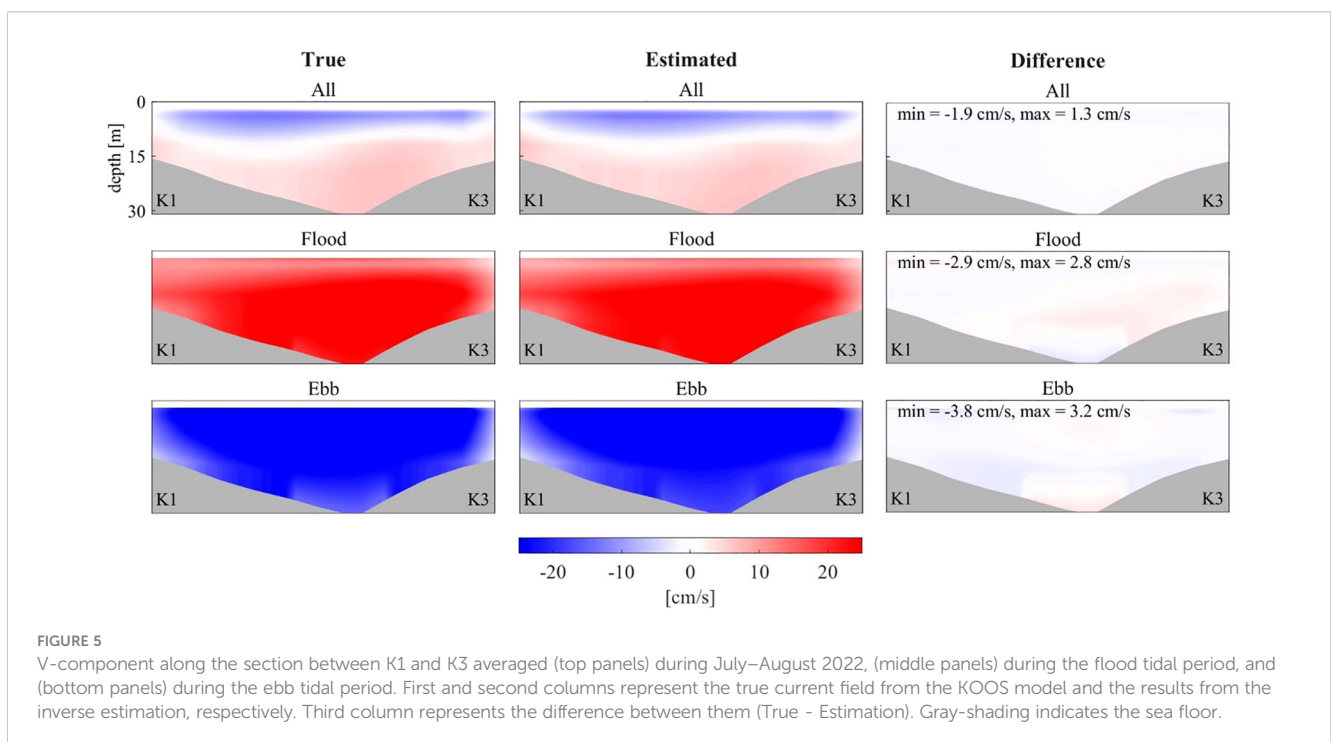 True Estimated Difference
All All All
0
15
30
depth [m]
min = -1.9 cm/s, max = 1.3 cm/s
K1 K3 K1 K3 K1 K3
Flood Flood Flood
min = -2.9 cm/s, max = 2.8 cm/s
K1 K3 K1 K3 K1 K3
Ebb Ebb Ebb
min = -3.8 cm/s, max = 3.2 cm/s
K1 K3 K1 K3 K1 K3
-20 -10 0 10 20
[cm/s]
FIGURE 5
V-component along the section between K1 and K3 averaged (top panels) during July–August 2022, (middle panels) during the flood tidal period, and
(bottom panels) during the ebb tidal period. First and second columns represent the true current field from the KOOS model and the results from the
inverse estimation, respectively. Third column represents the difference between them (True - Estimation). Gray-shading indicates the sea floor.